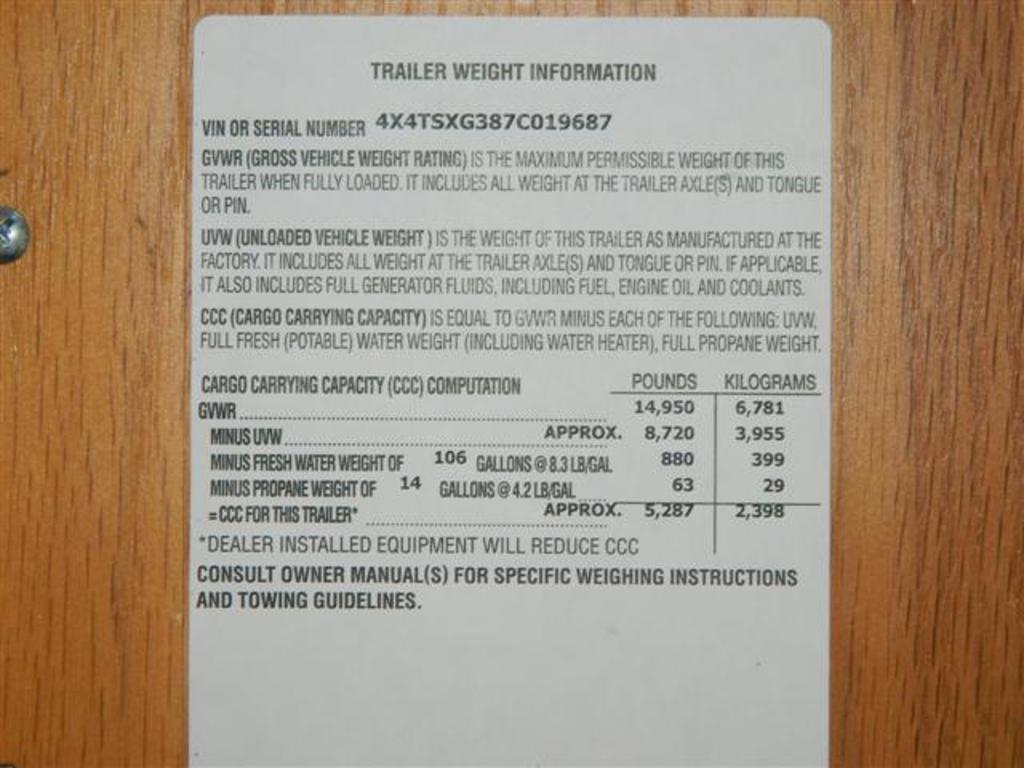 TRAILER WEIGHT INFORMATION
VIN OR SERIAL NUMBER 4X4TSXG387C019687
GVWR (GROSS VEHICLE WEIGHT RATING) IS THE MAXIMUM PERMISSIBLE WEIGHT OF THIS
TRAILER WHEN FULLY LOADED. IT INCLUDES ALL WEIGHT AT THE TRAILER AXLE(S) AND TONGUE
OR PIN.
UVW (UNLOADED VEHICLE WEIGHT ) IS THE WEIGHT OF THIS TRAILER AS MANUFACTURED AT THE
FACTORY. IT INCLUDES ALL WEIGHT AT THE TRAILER AXLE(S) AND TONGUE OR PIN. IF APPLICABLE,
IT ALSO INCLUDES FULL GENERATOR FLUIDS, INCLUDING FUEL, ENGINE OIL AND COOLANTS.
CCC (CARGO CARRYING CAPACITY) IS EQUAL TO GVWR MINUS EACH OF THE FOLLOWING: UVW,
FULL FRESH (POTABLE) WATER WEIGHT (INCLUDING WATER HEATER), FULL PROPANE WEIGHT.
CARGO CARRYING CAPACITY (CCC) COMPUTATION POUNDS KILOGRAMS
GVWR 14,950 6,781
MINUS UVW APPROX. 8,720 3,955
MINUS FRESH WATER WEIGHT OF 106 GALLONS @ 8.3 LB/GAL 880 399
MINUS PROPANE WEIGHT OF 14 GALLONS @ 4.2 LB/GAL 63 29
= CCC FOR THIS TRAILER* APPROX. 5,287 2,398
*DEALER INSTALLED EQUIPMENT WILL REDUCE CCC
CONSULT OWNER MANUAL(S) FOR SPECIFIC WEIGHING INSTRUCTIONS
AND TOWING GUIDELINES.